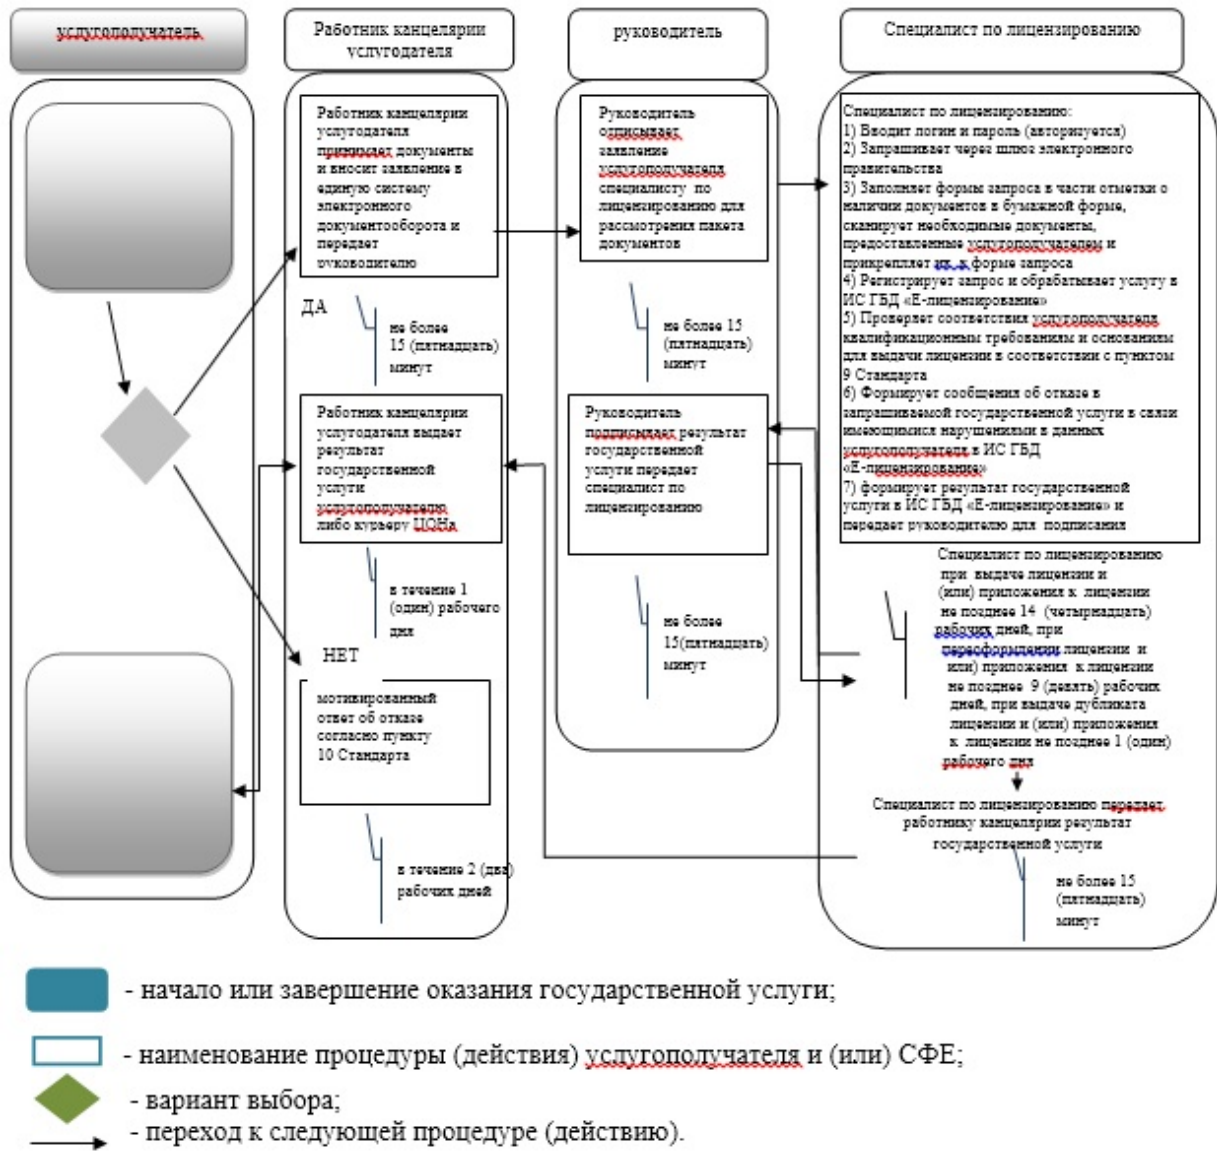 услугополучатель
Работник канцелярии
услугодателя
руководитель
Специалист по лицензированию
Работник канцелярии
услугодателя
принимает документы
и вносит заявление в
единую систему
электронного
документооборота и
передает
руководителю
ДА
не более
15 (пятнадцать)
минут
Работник канцелярии
услугодателя выдает
результат
государственной
услуги
услугополучателю
либо курьеру ЦОНа
в течение 1
(один) рабочего
дня
НЕТ
мотивированный
ответ об отказе
согласно пункту
10 Стандарта
в течение 2 (два)
рабочих дней
Руководитель
отписывает
заявление
услугополучателя
специалисту по
лицензированию для
рассмотрения пакета
документов
не более 15
(пятнадцать)
минут
Руководитель
подписывает результат
государственной
услуги передает
специалист по
лицензированию
не более
15(пятнадцать)
минут
Специалист по лицензированию:
1) Вводит логин и пароль (авторизуется)
2) Запрашивает через шлюз электронного
правительства
3) Заполняет формы запроса в части отметки о
наличии документов в бумажной форме,
сканирует необходимые документы,
предоставленные услугополучателем и
прикрепляет их к форме запроса
4) Регистрирует запрос и обрабатывает услугу в
ИС ГБД «Е-лицензирование»
5) Проверяет соответствия услугополучателя
квалификационным требованиям и основаниям
для выдачи лицензии в соответствии с пунктом
9 Стандарта
6) Формирует сообщения об отказе в
запрашиваемой государственной услуги в связи
имеющимися нарушениями в данных
услугополучателя в ИС ГБД
«Е-лицензирование»
7) формирует результат государственной
услуги в ИС ГБД «Е-лицензирование» и
передает руководителю для подписания
Специалист по лицензированию
при выдаче лицензии и
(или) приложения к лицензии
не позднее 14 (четырнадцать)
рабочих дней, при
переоформлении лицензии и
или) приложения к лицензии
не позднее 9 (девять) рабочих
дней, при выдаче дубликата
лицензии и (или) приложения
к лицензии не позднее 1 (один)
рабочего дня
Специалист по лицензированию передает
работнику канцелярии результат
государственной услуги
не более 15
(пятнадцать)
минут
- начало или завершение оказания государственной услуги;
- наименование процедуры (действия) услугополучателя и (или) СФЕ;
- вариант выбора;
- переход к следующей процедуре (действию).